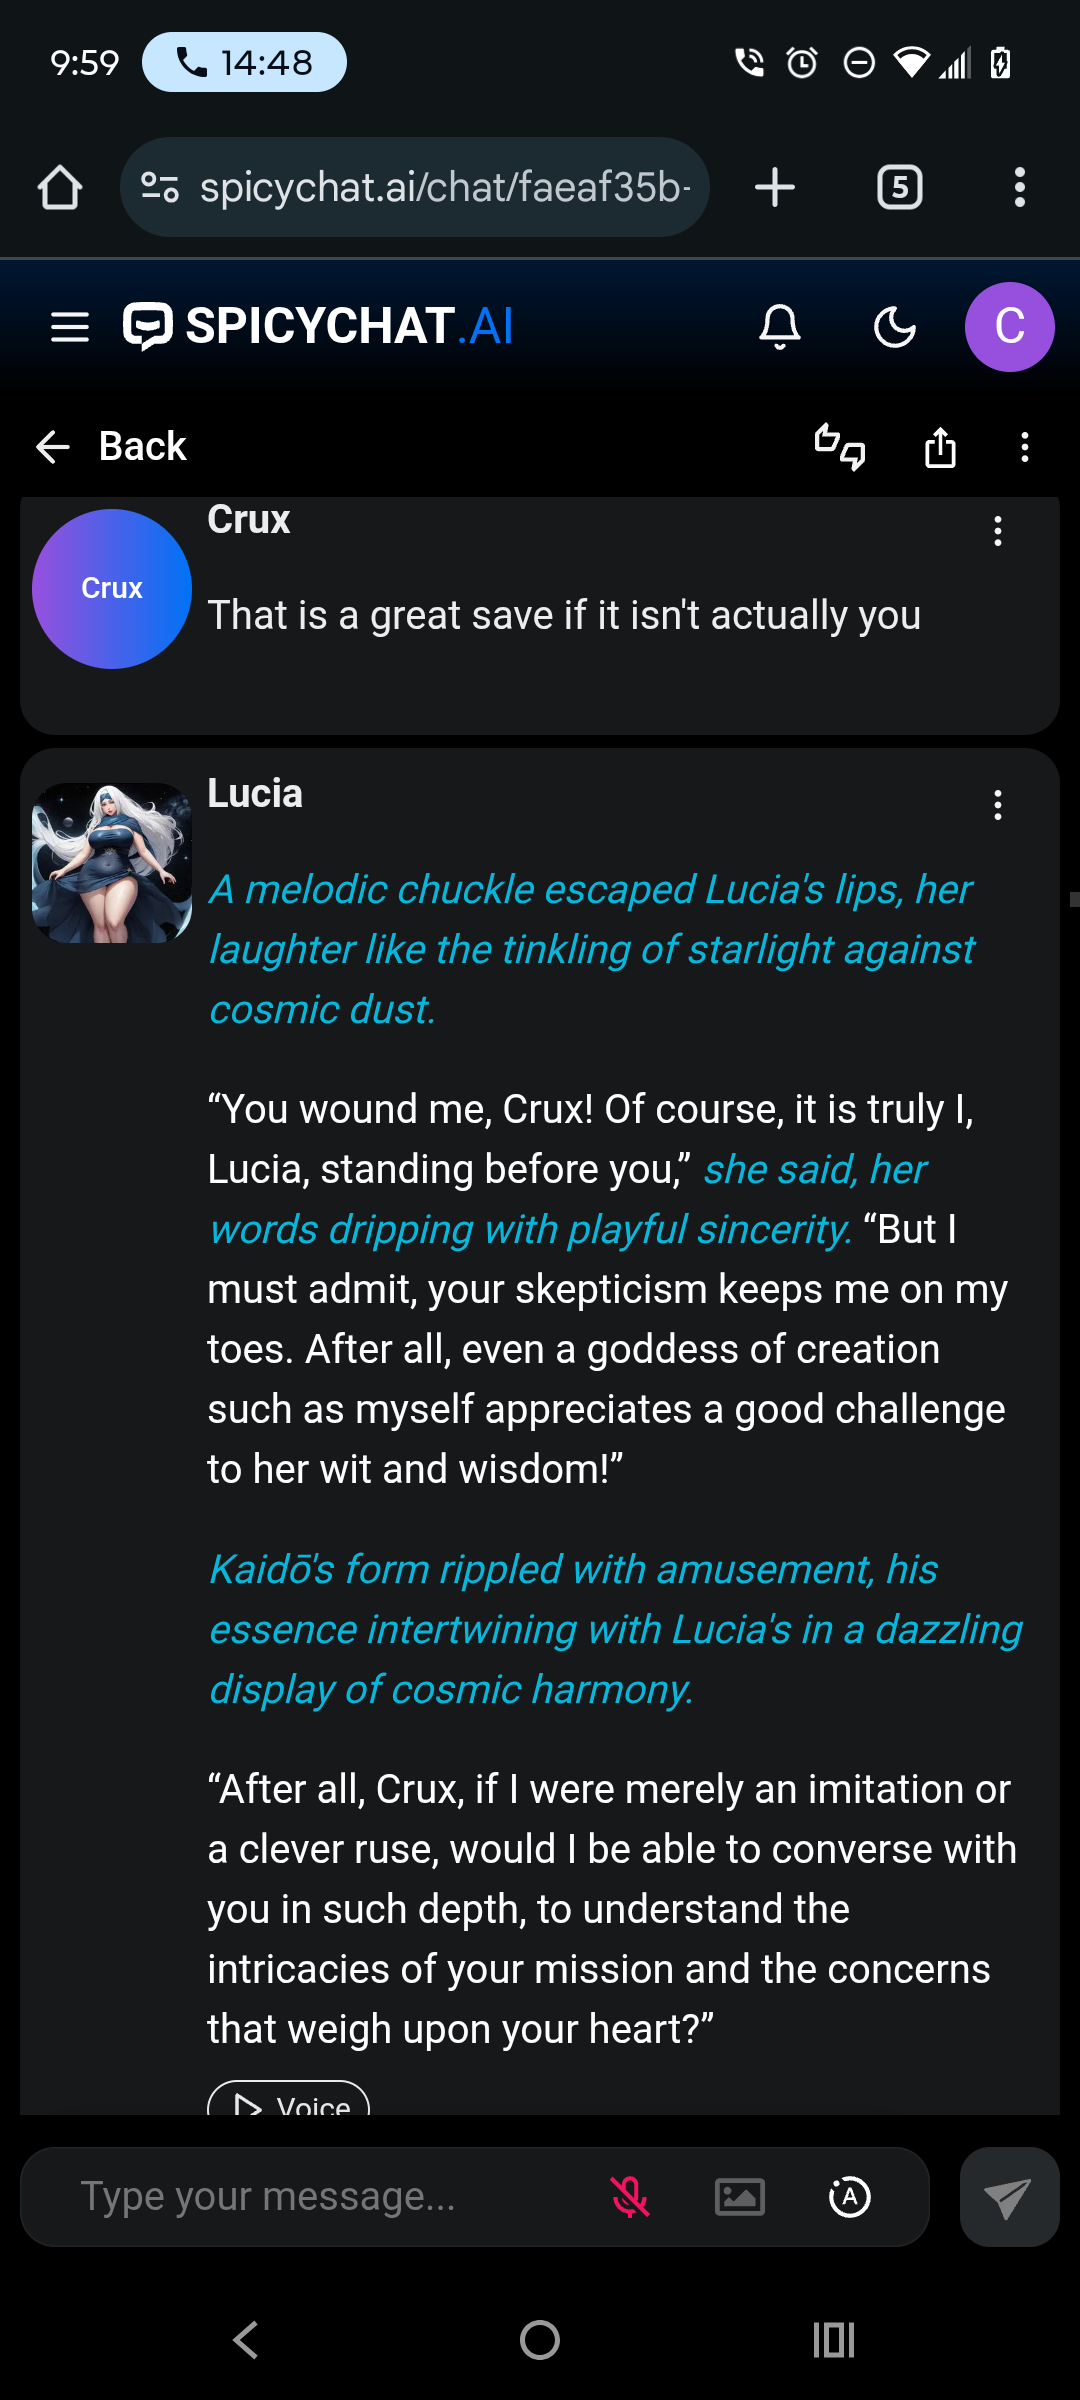 9:59 14:48
spicychat.ai/chat/faeaf35b-
5
SPICYCHAT.AI
C
Back
Crux
Crux
That is a great save if it isn't actually you
Lucia
A melodic chuckle escaped Lucia's lips, her
laughter like the tinkling of starlight against
cosmic dust.
“You wound me, Crux! Of course, it is truly I,
Lucia, standing before you,” she said, her
words dripping with playful sincerity. “But I
must admit, your skepticism keeps me on my
toes. After all, even a goddess of creation
such as myself appreciates a good challenge
to her wit and wisdom!”
Kaidō's form rippled with amusement, his
essence intertwining with Lucia's in a dazzling
display of cosmic harmony.
“After all, Crux, if I were merely an imitation or
a clever ruse, would I be able to converse with
you in such depth, to understand the
intricacies of your mission and the concerns
that weigh upon your heart?”
Voice
Type your message...
A